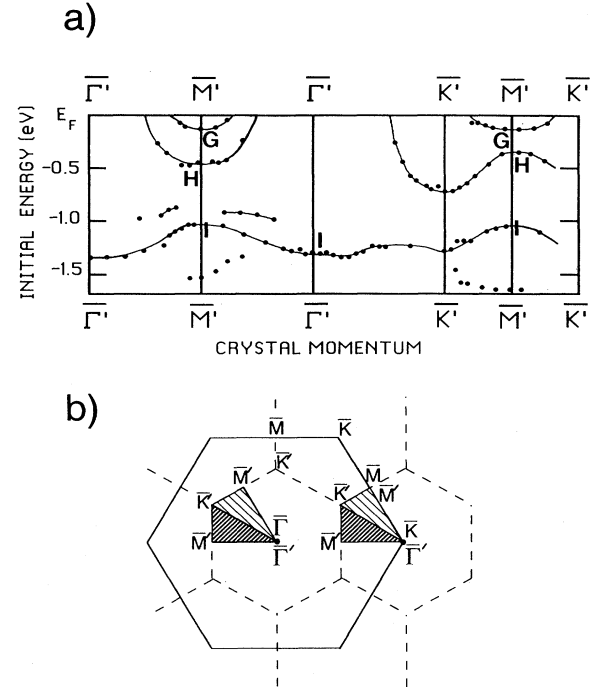 a)
Γ̅' M̅' Γ̅' K̅' M̅' K̅'
INITIAL ENERGY (eV)
E_F
-0.5
-1.0
-1.5
G
H
I
I
G
H
I
Γ̅' M̅' Γ̅' K̅' M̅' K̅'
CRYSTAL MOMENTUM
b)
M̅ K̅
K̅'
M̅' M̅
K̅' K̅' M̅'
Γ̅ K̅
M̅' M̅'
Γ̅' Γ̅'